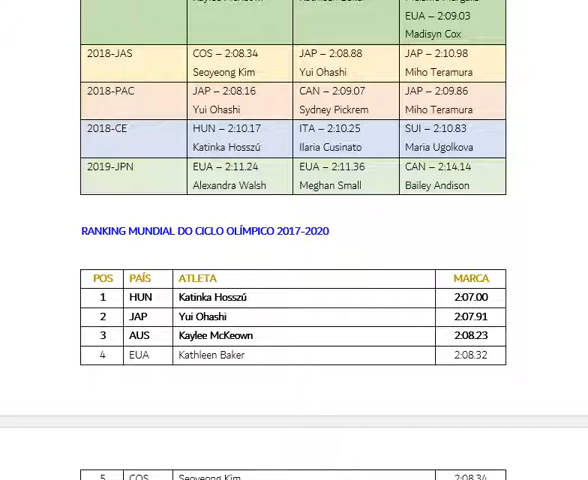 EUA – 2:09.03
Madisyn Cox
2018-JAS COS – 2:08.34 JAP – 2:08.88 JAP – 2:10.98
Seoyeong Kim Yui Ohashi Miho Teramura
2018-PAC JAP – 2:08.16 CAN – 2:09.07 JAP – 2:09.86
Yui Ohashi Sydney Pickrem Miho Teramura
2018-CE HUN – 2:10.17 ITA – 2:10.25 SUI – 2:10.83
Katinka Hosszú Ilaria Cusinato Maria Ugolkova
2019-JPN EUA – 2:11.24 EUA – 2:11.36 CAN – 2:14.14
Alexandra Walsh Meghan Small Bailey Andison
RANKING MUNDIAL DO CICLO OLÍMPICO 2017-2020
POS PAÍS ATLETA MARCA
1 HUN Katinka Hosszú 2:07.00
2 JAP Yui Ohashi 2:07.91
3 AUS Kaylee McKeown 2:08.23
4 EUA Kathleen Baker 2:08.32
5 COS Seoyeong Kim 2:08.34